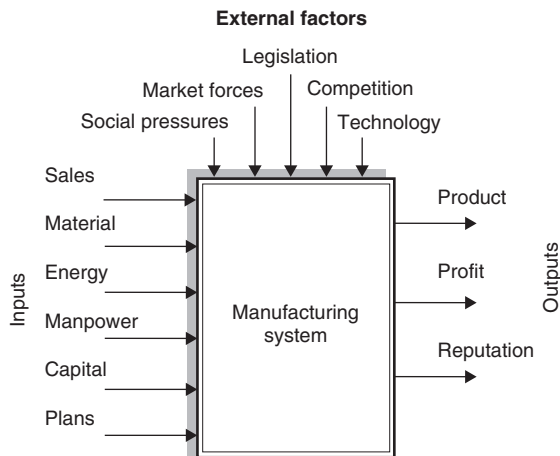 External factors
Legislation
Market forces
Competition
Social pressures
Technology
Sales
Material
Energy
Manpower
Capital
Plans
Inputs
Manufacturing
system
Product
Profit
Reputation
Outputs